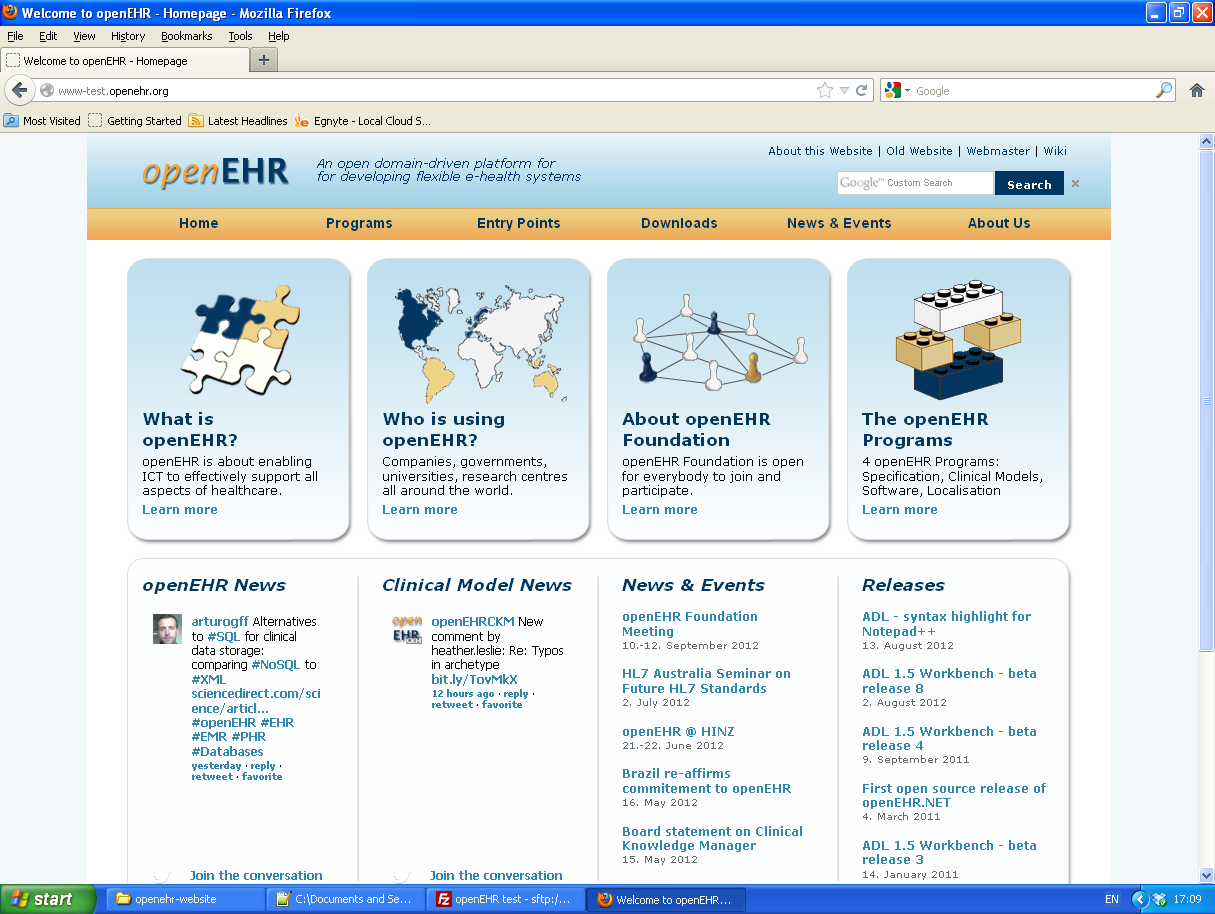 Welcome to openEHR - Homepage - Mozilla Firefox
File Edit View History Bookmarks Tools Help
Welcome to openEHR - Homepage
www-test.openehr.org
Google
Most Visited Getting Started Latest Headlines Egnyte - Local Cloud S...
openEHR
An open domain-driven platform for
for developing flexible e-health systems
About this Website | Old Website | Webmaster | Wiki
Google™ Custom Search
Search
Home Programs Entry Points Downloads News & Events About Us
What is
openEHR?
openEHR is about enabling
ICT to effectively support all
aspects of healthcare.
Learn more
Who is using
openEHR?
Companies, governments,
universities, research centres
all around the world.
Learn more
About openEHR
Foundation
openEHR Foundation is open
for everybody to join and
participate.
Learn more
The openEHR
Programs
4 openEHR Programs:
Specification, Clinical Models,
Software, Localisation
Learn more
openEHR News
arturogff Alternatives
to #SQL for clinical
data storage:
comparing #NoSQL to
#XML
sciencedirect.com/sci
ence/articl...
#openEHR #EHR
#EMR #PHR
#Databases
yesterday · reply ·
retweet · favorite
Join the conversation
Clinical Model News
openEHR CKM
openEHRCKM New
comment by
heather.leslie: Re: Typos
in archetype
bit.ly/TovMkX
12 hours ago · reply ·
retweet · favorite
Join the conversation
News & Events
openEHR Foundation
Meeting
10.-12. September 2012
HL7 Australia Seminar on
Future HL7 Standards
2. July 2012
openEHR @ HINZ
21.-22. June 2012
Brazil re-affirms
commitement to openEHR
16. May 2012
Board statement on Clinical
Knowledge Manager
15. May 2012
Releases
ADL - syntax highlight for
Notepad++
13. August 2012
ADL 1.5 Workbench - beta
release 8
2. August 2012
ADL 1.5 Workbench - beta
release 4
9. September 2011
First open source release of
openEHR.NET
4. March 2011
ADL 1.5 Workbench - beta
release 3
14. January 2011
start openehr-website C:\Documents and Se... openEHR test - sftp:/... Welcome to openEHR... EN 17:09